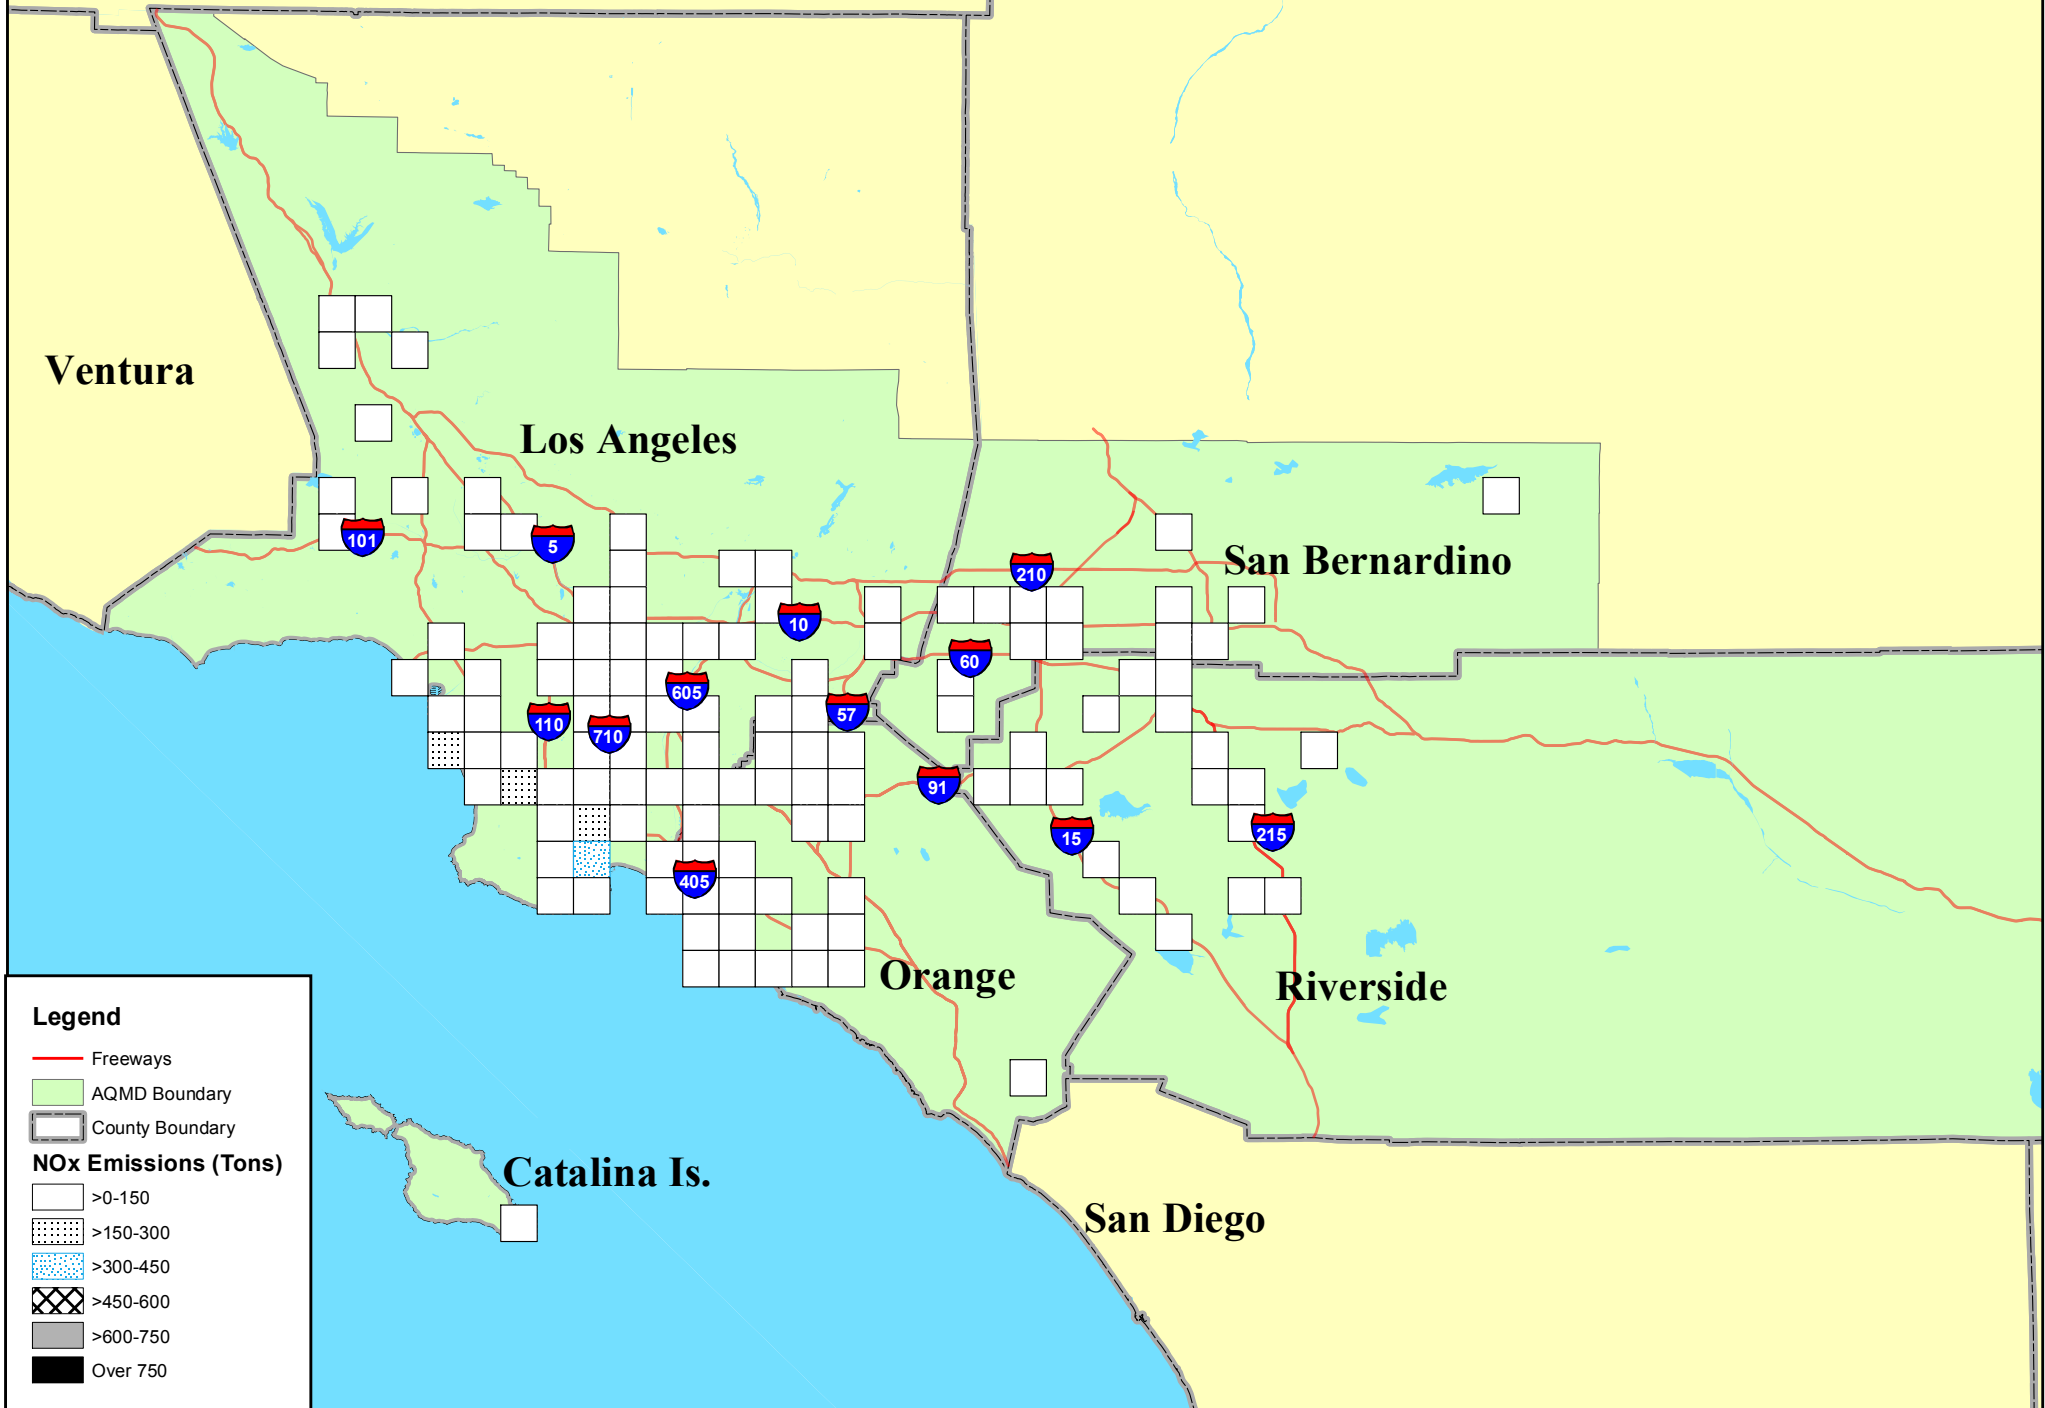 Ventura
Los Angeles
101
5
San Bernardino
210
10
60
605
57
110
710
91
15
215
405
Orange
Riverside
Legend
Freeways
AQMD Boundary
County Boundary
NOx Emissions (Tons)
>0-150
>150-300
>300-450
>450-600
>600-750
Over 750
Catalina Is.
San Diego